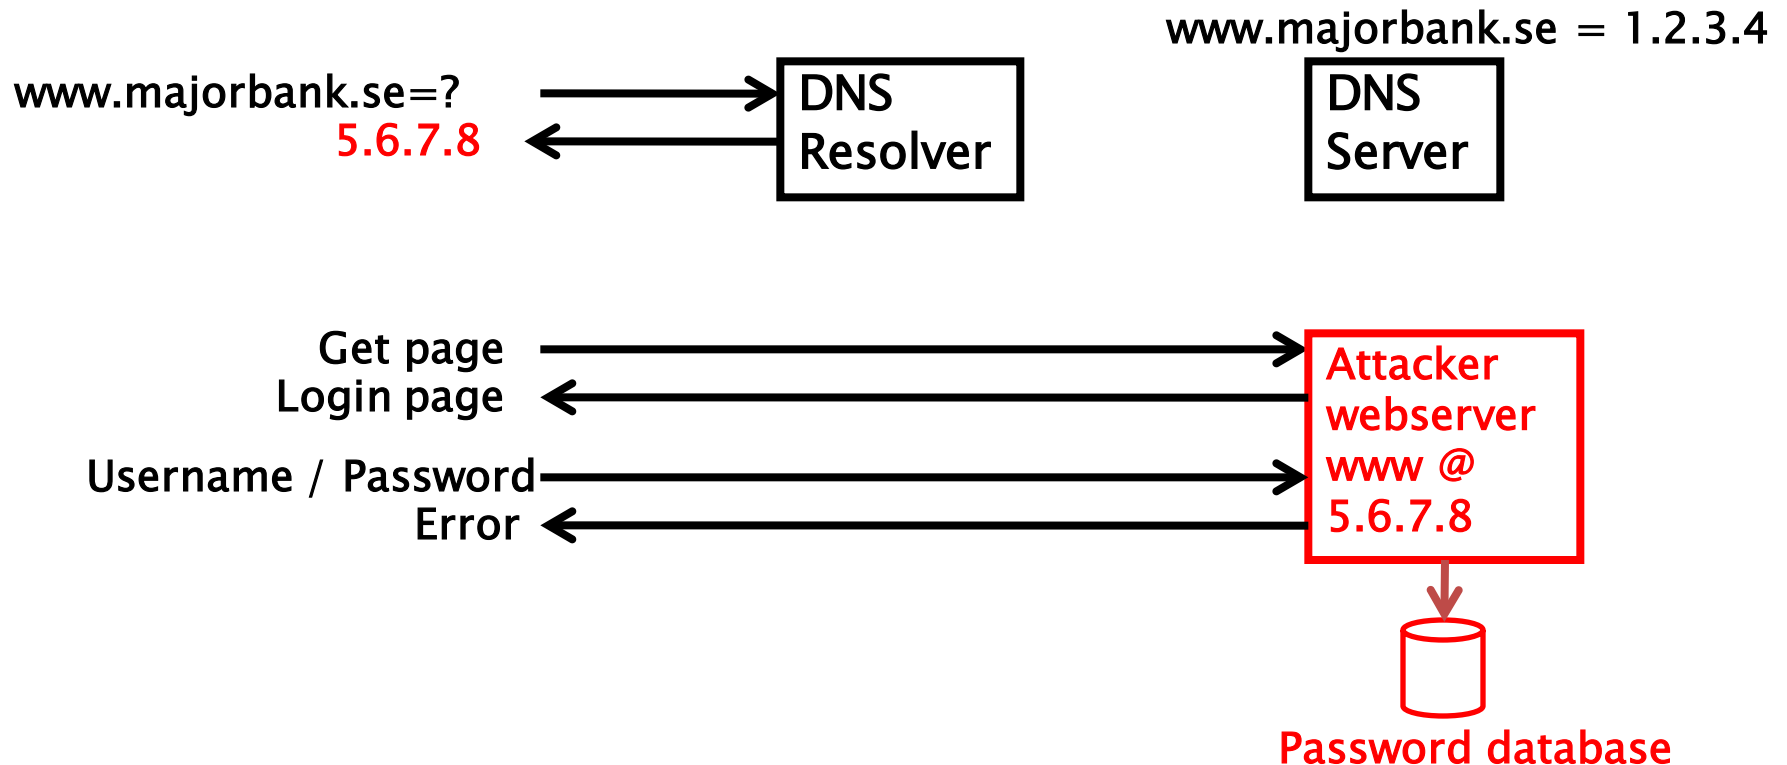 www.majorbank.se = 1.2.3.4
www.majorbank.se=?
5.6.7.8
DNS
Resolver
DNS
Server
Get page
Login page
Username / Password
Error
Attacker
webserver
www @
5.6.7.8
Password database